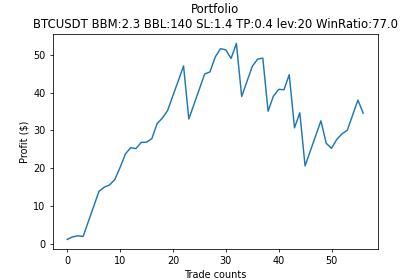 Portfolio
BTCUSDT BBM:2.3 BBL:140 SL:1.4 TP:0.4 lev:20 WinRatio:77.0
50
40
30
20
10
0
Profit ($)
0 10 20 30 40 50
Trade counts